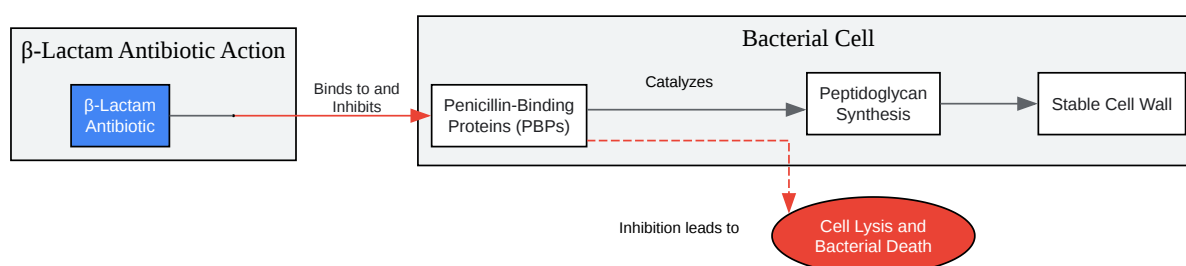 β-Lactam Antibiotic Action
β-Lactam
Antibiotic
Binds to and
Inhibits
Bacterial Cell
Penicillin-Binding
Proteins (PBPs)
Catalyzes
Peptidoglycan
Synthesis
Stable Cell Wall
Inhibition leads to
Cell Lysis and
Bacterial Death